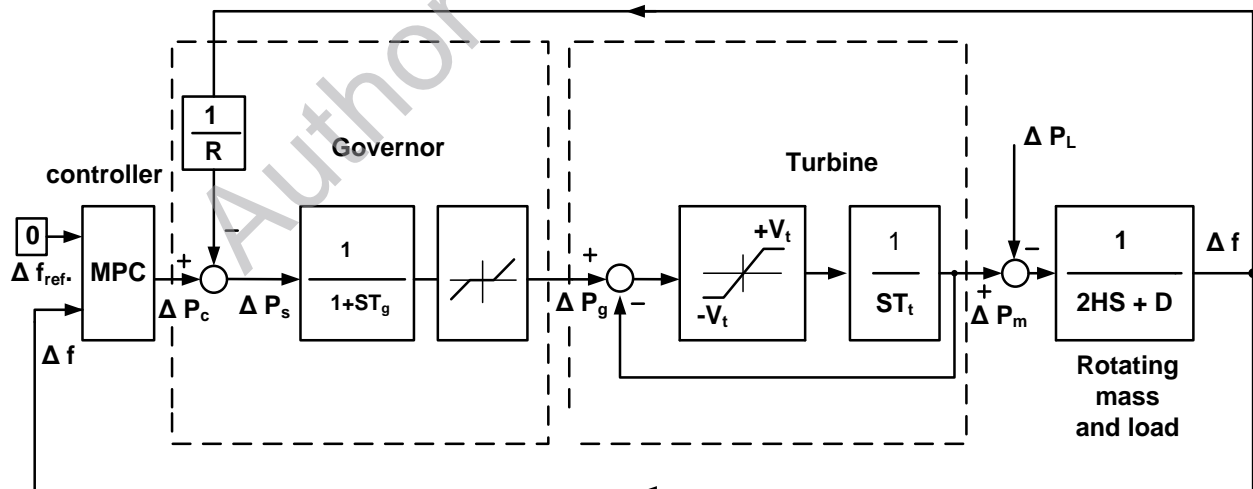 1
R
Author
Governor
Turbine
Δ P_L
controller
0
Δ f_ref.
MPC
+
−
Δ P_c
Δ P_s
1
1+ST_g
+
−
Δ P_g
+V_t
-V_t
1
ST_t
+
−
Δ P_m
1
2HS + D
Δ f
Δ f
Rotating
mass
and load
−